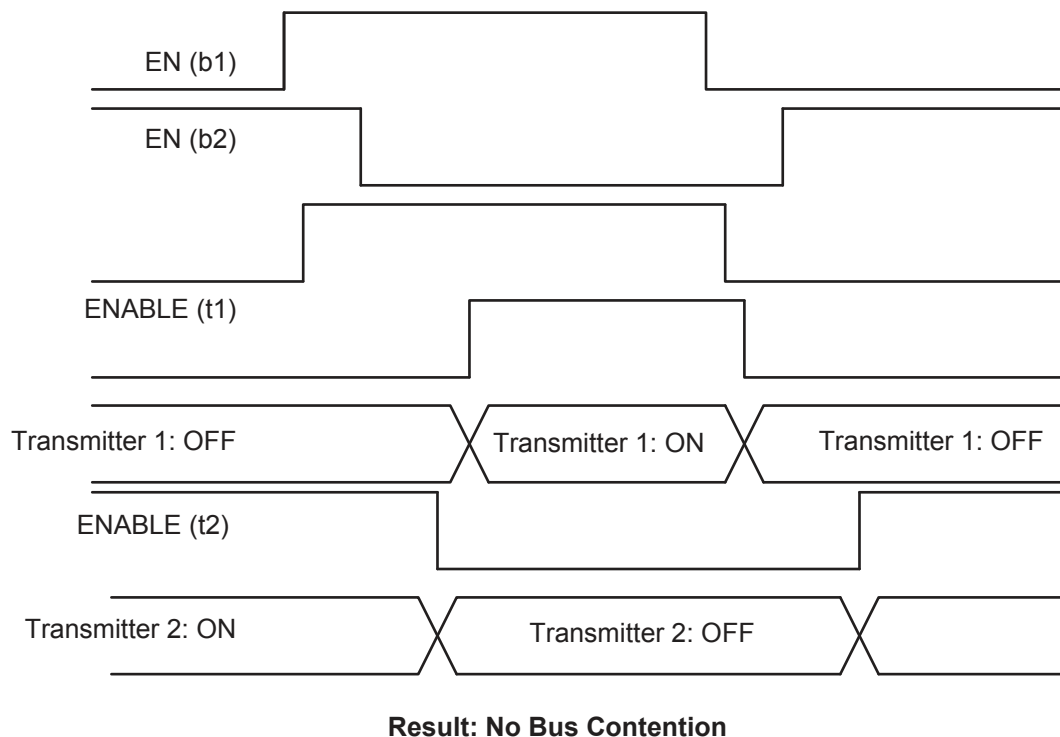 EN (b1)
EN (b2)
ENABLE (t1)
Transmitter 1: OFF
Transmitter 1: ON
Transmitter 1: OFF
ENABLE (t2)
Transmitter 2: ON
Transmitter 2: OFF
Result: No Bus Contention